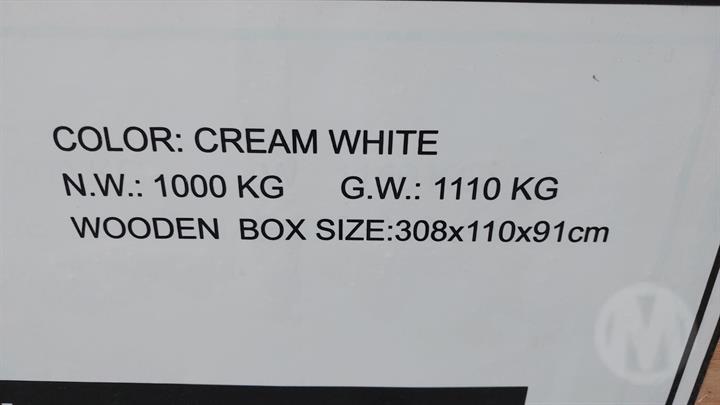 COLOR: CREAM WHITE
N.W.: 1000 KG G.W.: 1110 KG
WOODEN BOX SIZE:308x110x91cm
M